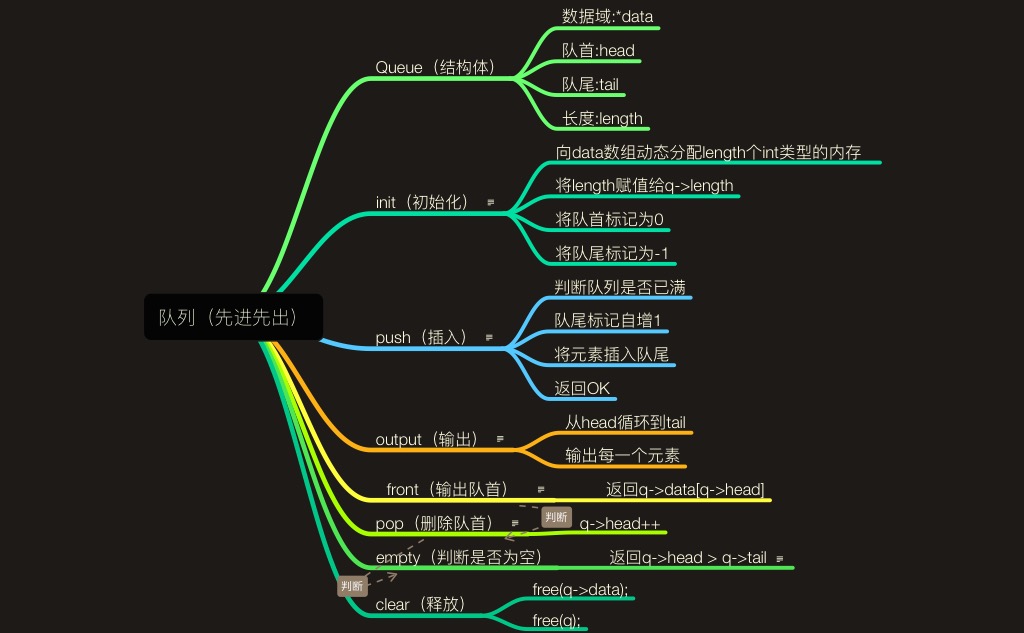 队列（先进先出）
Queue（结构体）
数据域:*data
队首:head
队尾:tail
长度:length
init（初始化）
向data数组动态分配length个int类型的内存
将length赋值给q->length
将队首标记为0
将队尾标记为-1
push（插入）
判断队列是否已满
队尾标记自增1
将元素插入队尾
返回OK
output（输出）
从head循环到tail
输出每一个元素
front（输出队首）
返回q->data[q->head]
pop（删除队首）
判断
q->head++
empty（判断是否为空）
返回q->head > q->tail
判断
clear（释放）
free(q->data);
free(q);